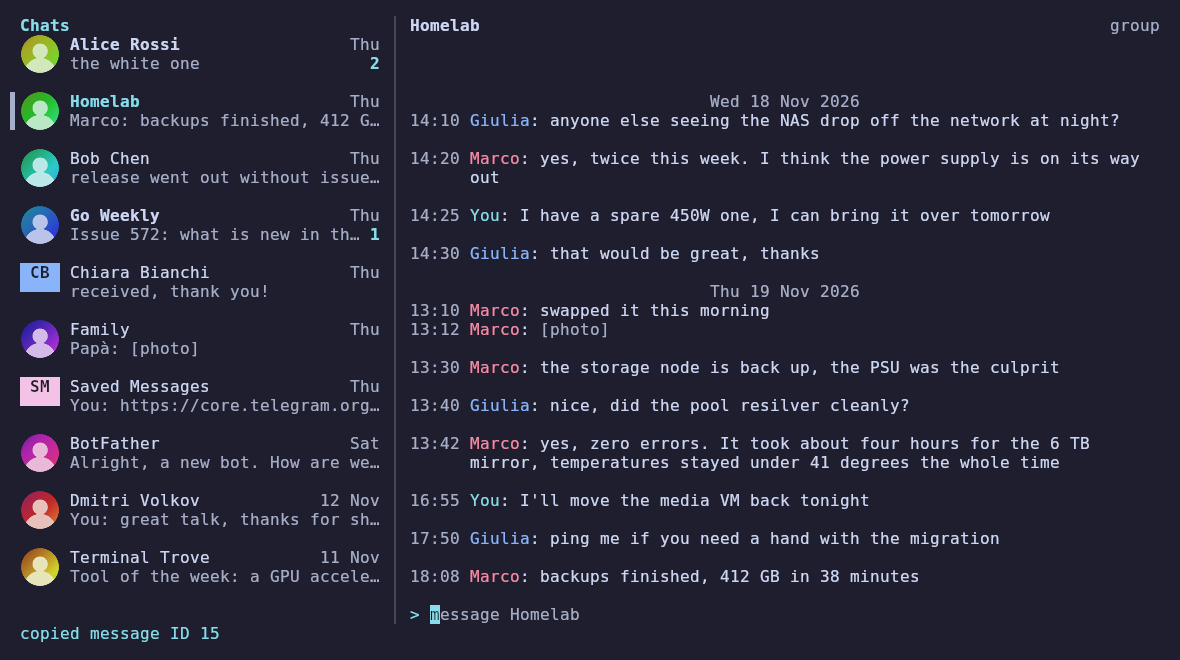 Chats
Alice Rossi Thu
the white one 2
Homelab Thu
Marco: backups finished, 412 G…
Bob Chen Thu
release went out without issue…
Go Weekly Thu
Issue 572: what is new in th… 1
CB Chiara Bianchi Thu
received, thank you!
Family Thu
Papà: [photo]
SM Saved Messages Thu
You: https://core.telegram.org…
BotFather Sat
Alright, a new bot. How are we…
Dmitri Volkov 12 Nov
You: great talk, thanks for sh…
Terminal Trove 11 Nov
Tool of the week: a GPU accele…
copied message ID 15
Homelab group
Wed 18 Nov 2026
14:10 Giulia: anyone else seeing the NAS drop off the network at night?
14:20 Marco: yes, twice this week. I think the power supply is on its way
out
14:25 You: I have a spare 450W one, I can bring it over tomorrow
14:30 Giulia: that would be great, thanks
Thu 19 Nov 2026
13:10 Marco: swapped it this morning
13:12 Marco: [photo]
13:30 Marco: the storage node is back up, the PSU was the culprit
13:40 Giulia: nice, did the pool resilver cleanly?
13:42 Marco: yes, zero errors. It took about four hours for the 6 TB
mirror, temperatures stayed under 41 degrees the whole time
16:55 You: I'll move the media VM back tonight
17:50 Giulia: ping me if you need a hand with the migration
18:08 Marco: backups finished, 412 GB in 38 minutes
> message Homelab